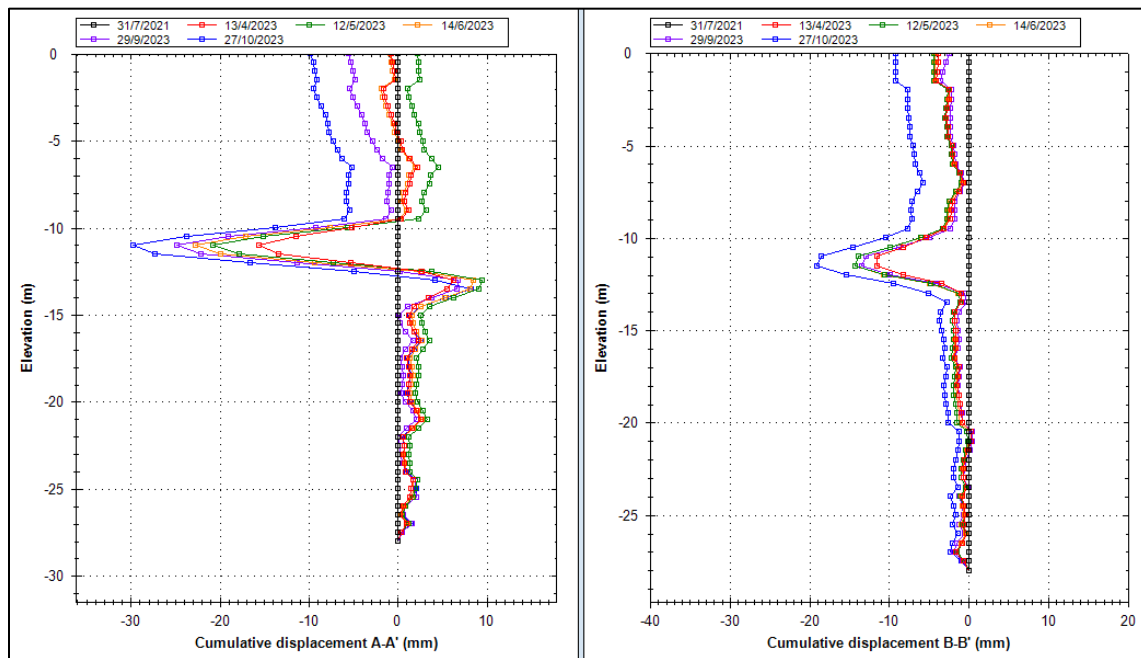 31/7/2021 13/4/2023 12/5/2023 14/6/2023
29/9/2023 27/10/2023
0
-5
-10
-15
-20
-25
-30
Elevation (m)
-30 -20 -10 0 10
Cumulative displacement A-A' (mm)
31/7/2021 13/4/2023 12/5/2023 14/6/2023
29/9/2023 27/10/2023
0
-5
-10
-15
-20
-25
Elevation (m)
-40 -30 -20 -10 0 10 20
Cumulative displacement B-B' (mm)